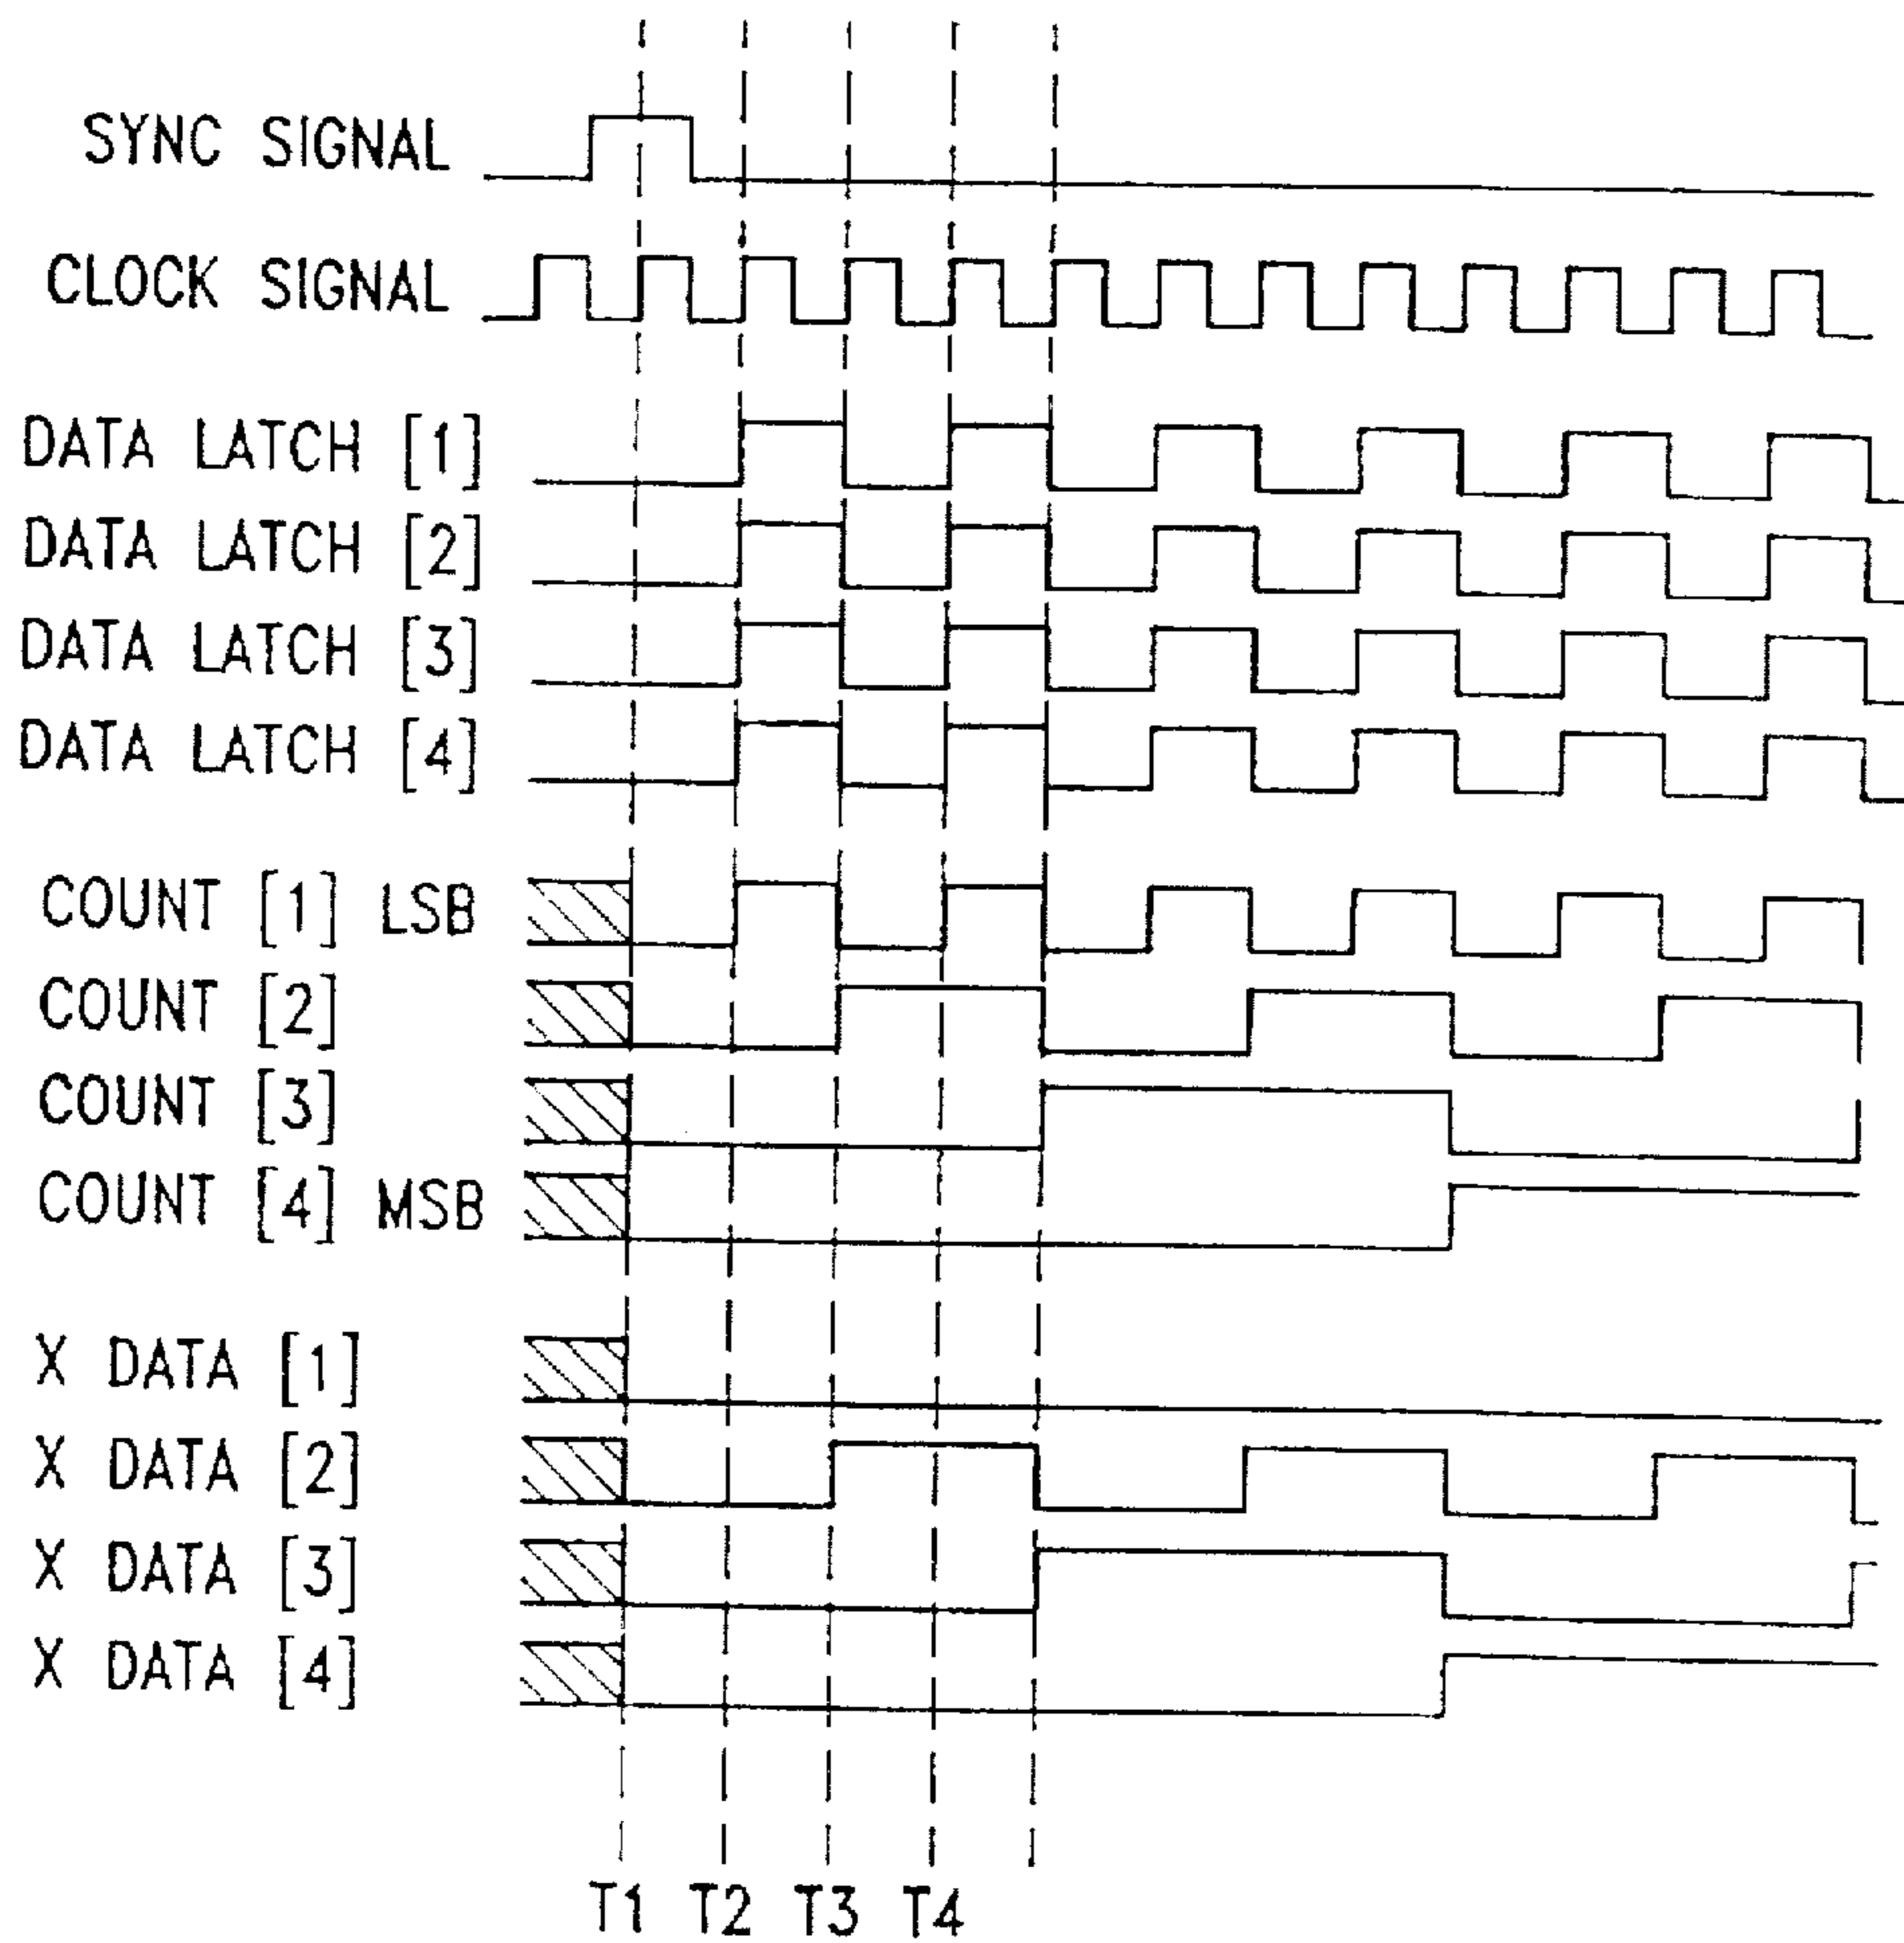 SYNC SIGNAL
CLOCK SIGNAL
DATA LATCH [1]
DATA LATCH [2]
DATA LATCH [3]
DATA LATCH [4]
COUNT [1] LSB
COUNT [2]
COUNT [3]
COUNT [4] MSB
X DATA [1]
X DATA [2]
X DATA [3]
X DATA [4]
T1 T2 T3 T4